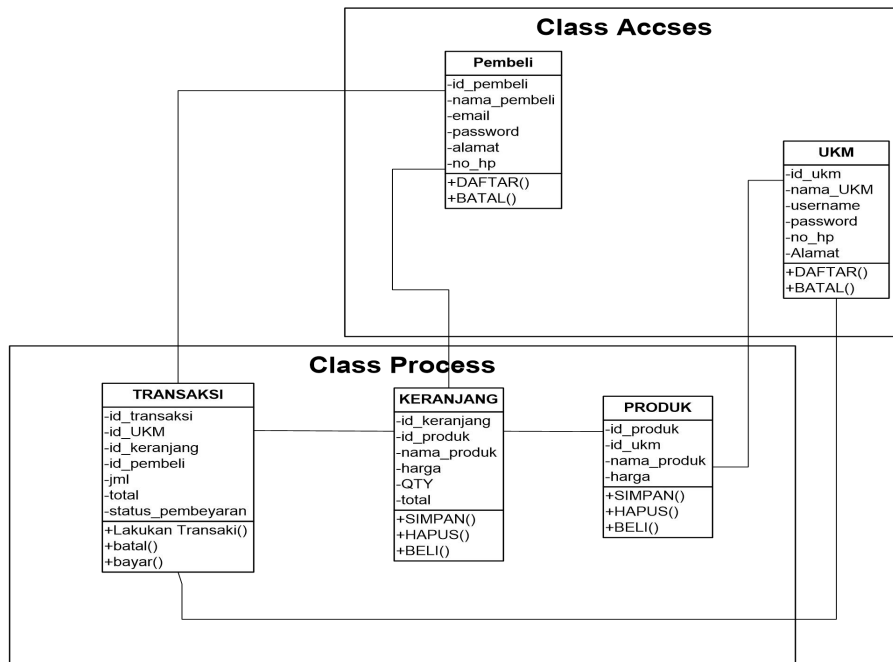 Class Accses
Pembeli
-id_pembeli
-nama_pembeli
-email
-password
-alamat
-no_hp
+DAFTAR()
+BATAL()
UKM
-id_ukm
-nama_UKM
-username
-password
-no_hp
-Alamat
+DAFTAR()
+BATAL()
Class Process
TRANSAKSI
-id_transaksi
-id_UKM
-id_keranjang
-id_pembeli
-jml
-total
-status_pembeyaran
+Lakukan Transaki()
+batal()
+bayar()
KERANJANG
-id_keranjang
-id_produk
-nama_produk
-harga
-QTY
-total
+SIMPAN()
+HAPUS()
+BELI()
PRODUK
-id_produk
-id_ukm
-nama_produk
-harga
+SIMPAN()
+HAPUS()
+BELI()